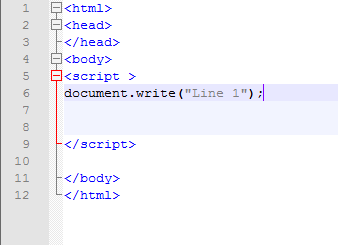 1 <html>
2 <head>
3 </head>
4 <body>
5 <script >
6 document.write("Line 1");
7
8
9 </script>
10
11 </body>
12 </html>